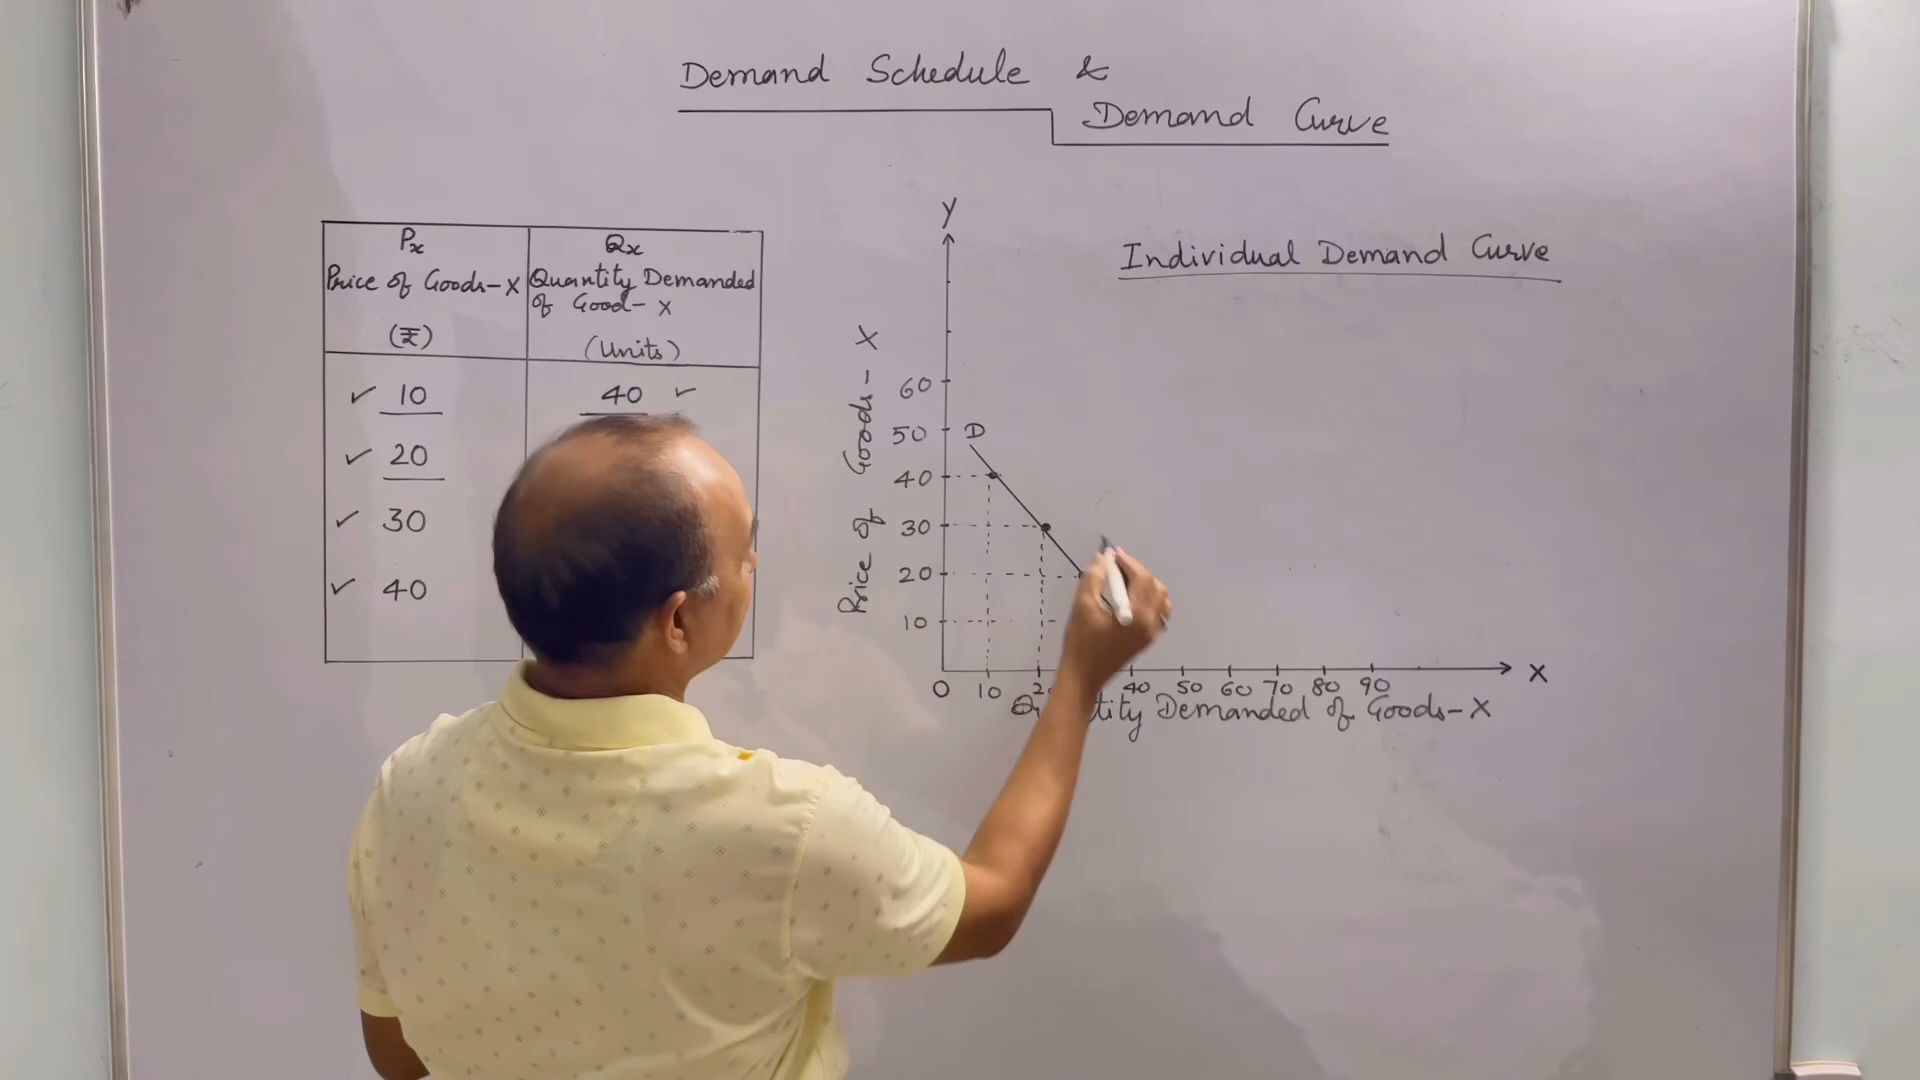 Demand Schedule &
Demand Curve
Px
Price of Goods-X
(₹)
Qx
Quantity Demanded
of Good-X
(Units)
10
40
20
30
40
Individual Demand Curve
Y
Price of Goods-X
60
50
D
40
30
20
10
0 10 40 50 60 70 80 90
X
Demanded of Goods-X